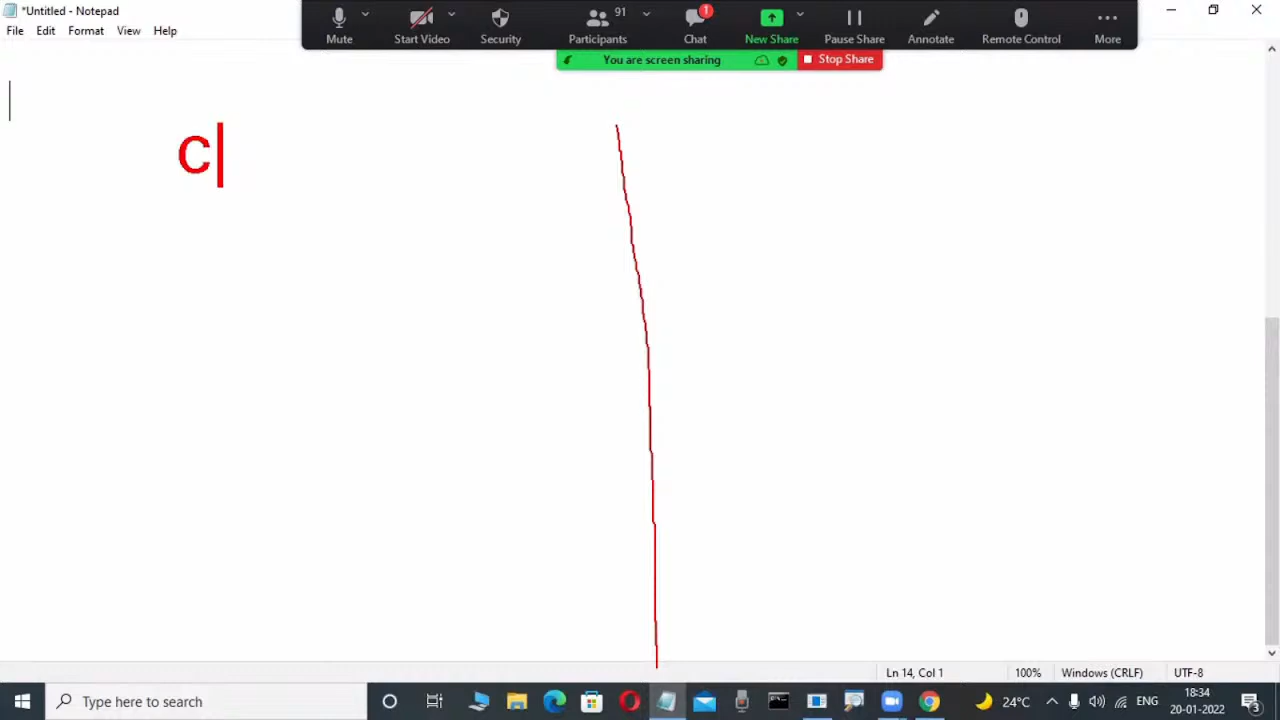 *Untitled - Notepad
File Edit Format View Help
91
1
Mute Start Video Security Participants Chat New Share Pause Share Annotate Remote Control More
You are screen sharing Stop Share
c
Ln 14, Col 1 100% Windows (CRLF) UTF-8
Type here to search
24°C ENG 18:34
20-01-2022 3